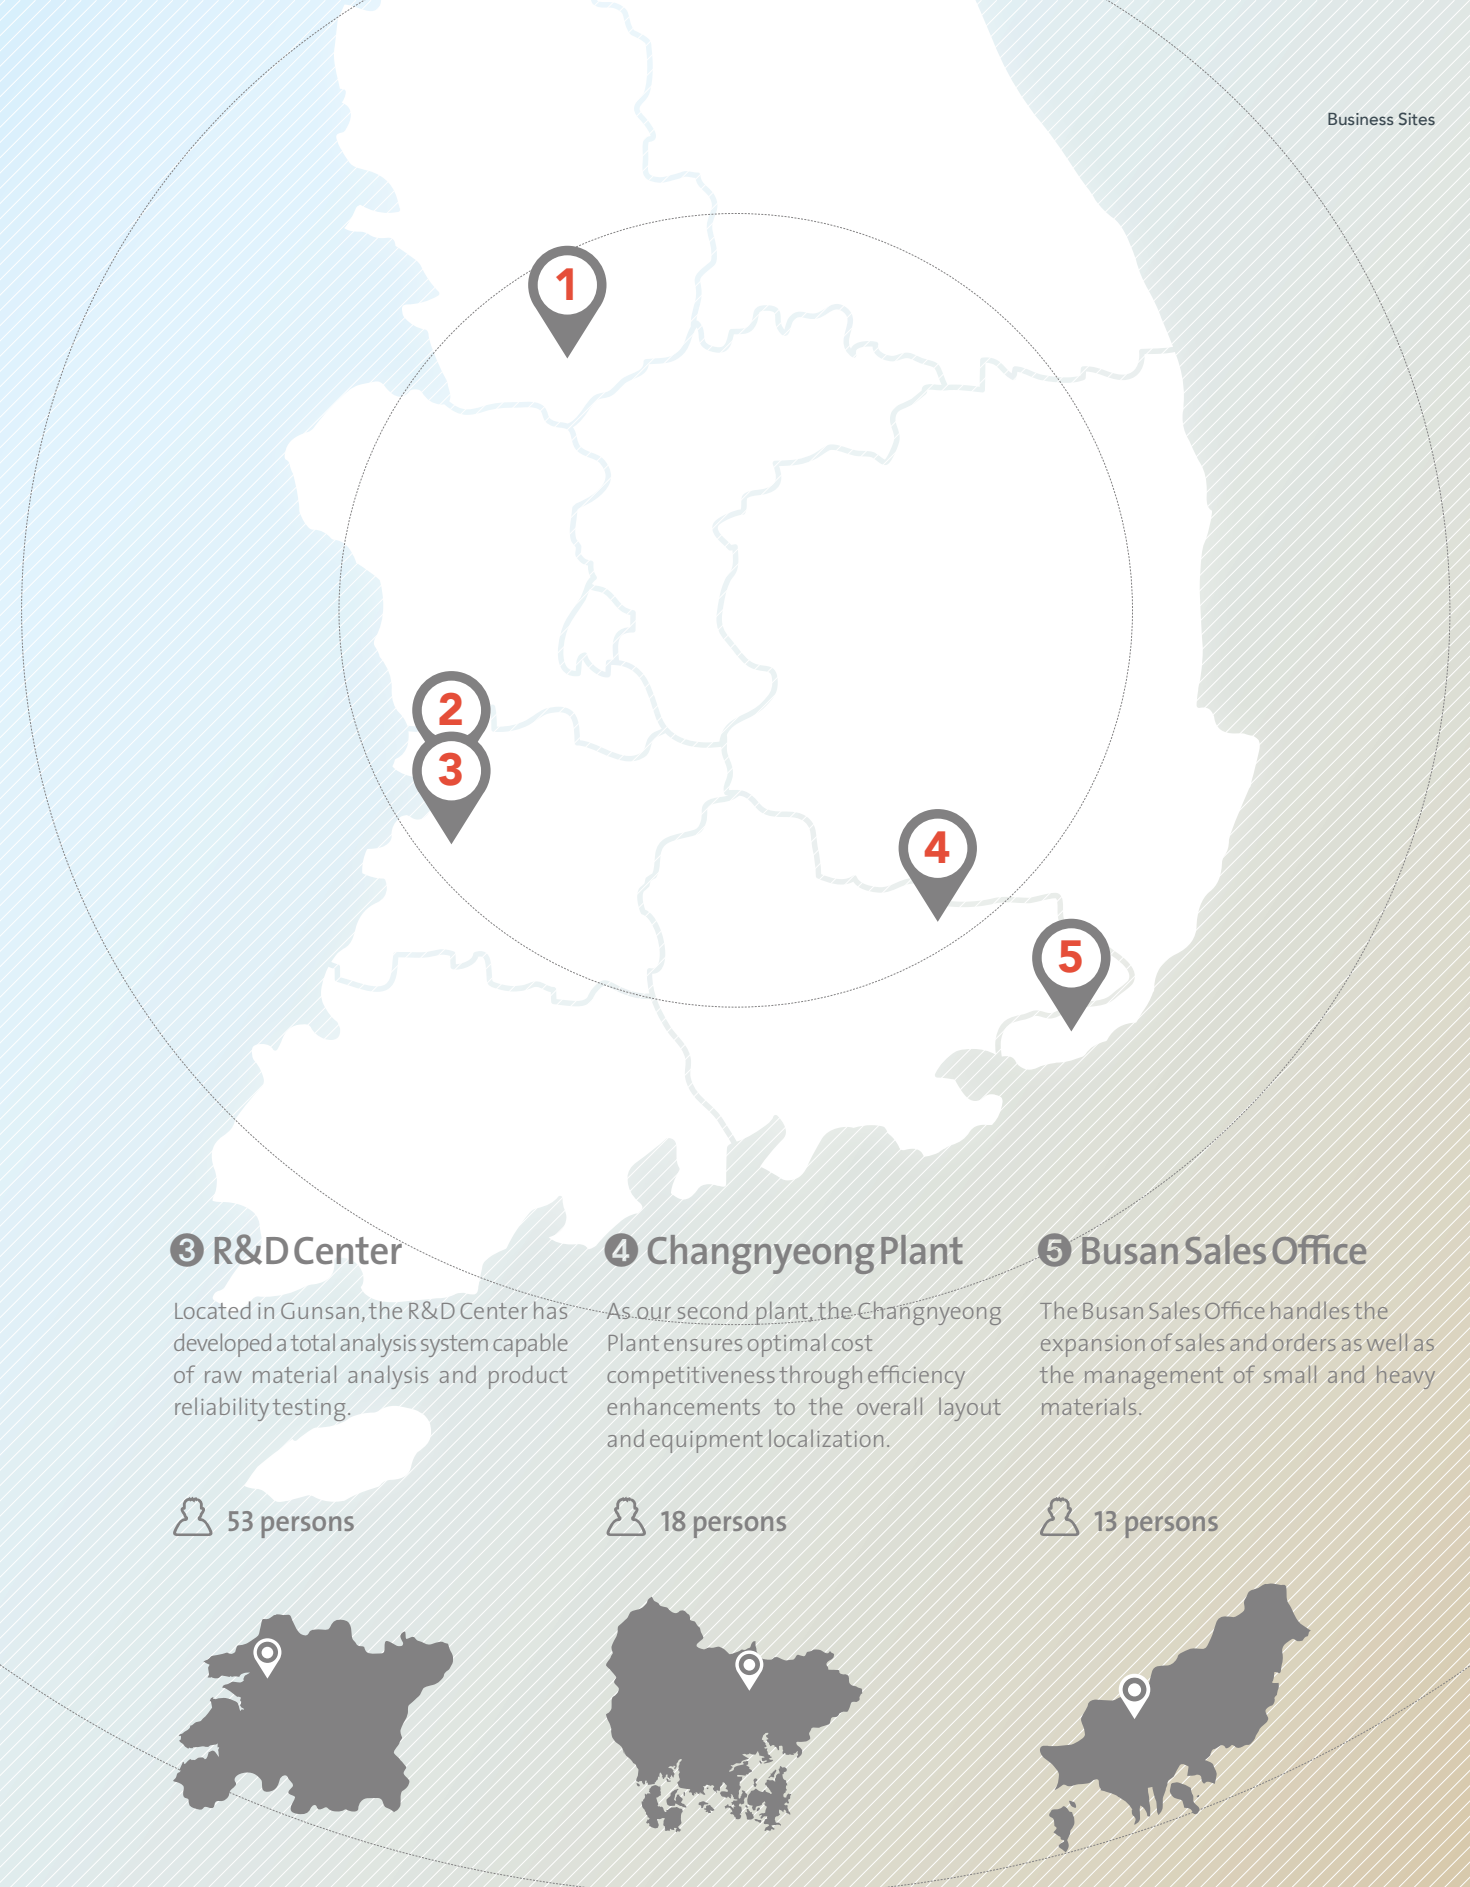 Business Sites
1
2
3
4
5
3 R&D Center
Located in Gunsan, the R&D Center has
developed a total analysis system capable
of raw material analysis and product
reliability testing.
53 persons
4 Changnyeong Plant
As our second plant, the Changnyeong
Plant ensures optimal cost
competitiveness through efficiency
enhancements to the overall layout
and equipment localization.
18 persons
5 Busan Sales Office
The Busan Sales Office handles the
expansion of sales and orders as well as
the management of small and heavy
materials.
13 persons